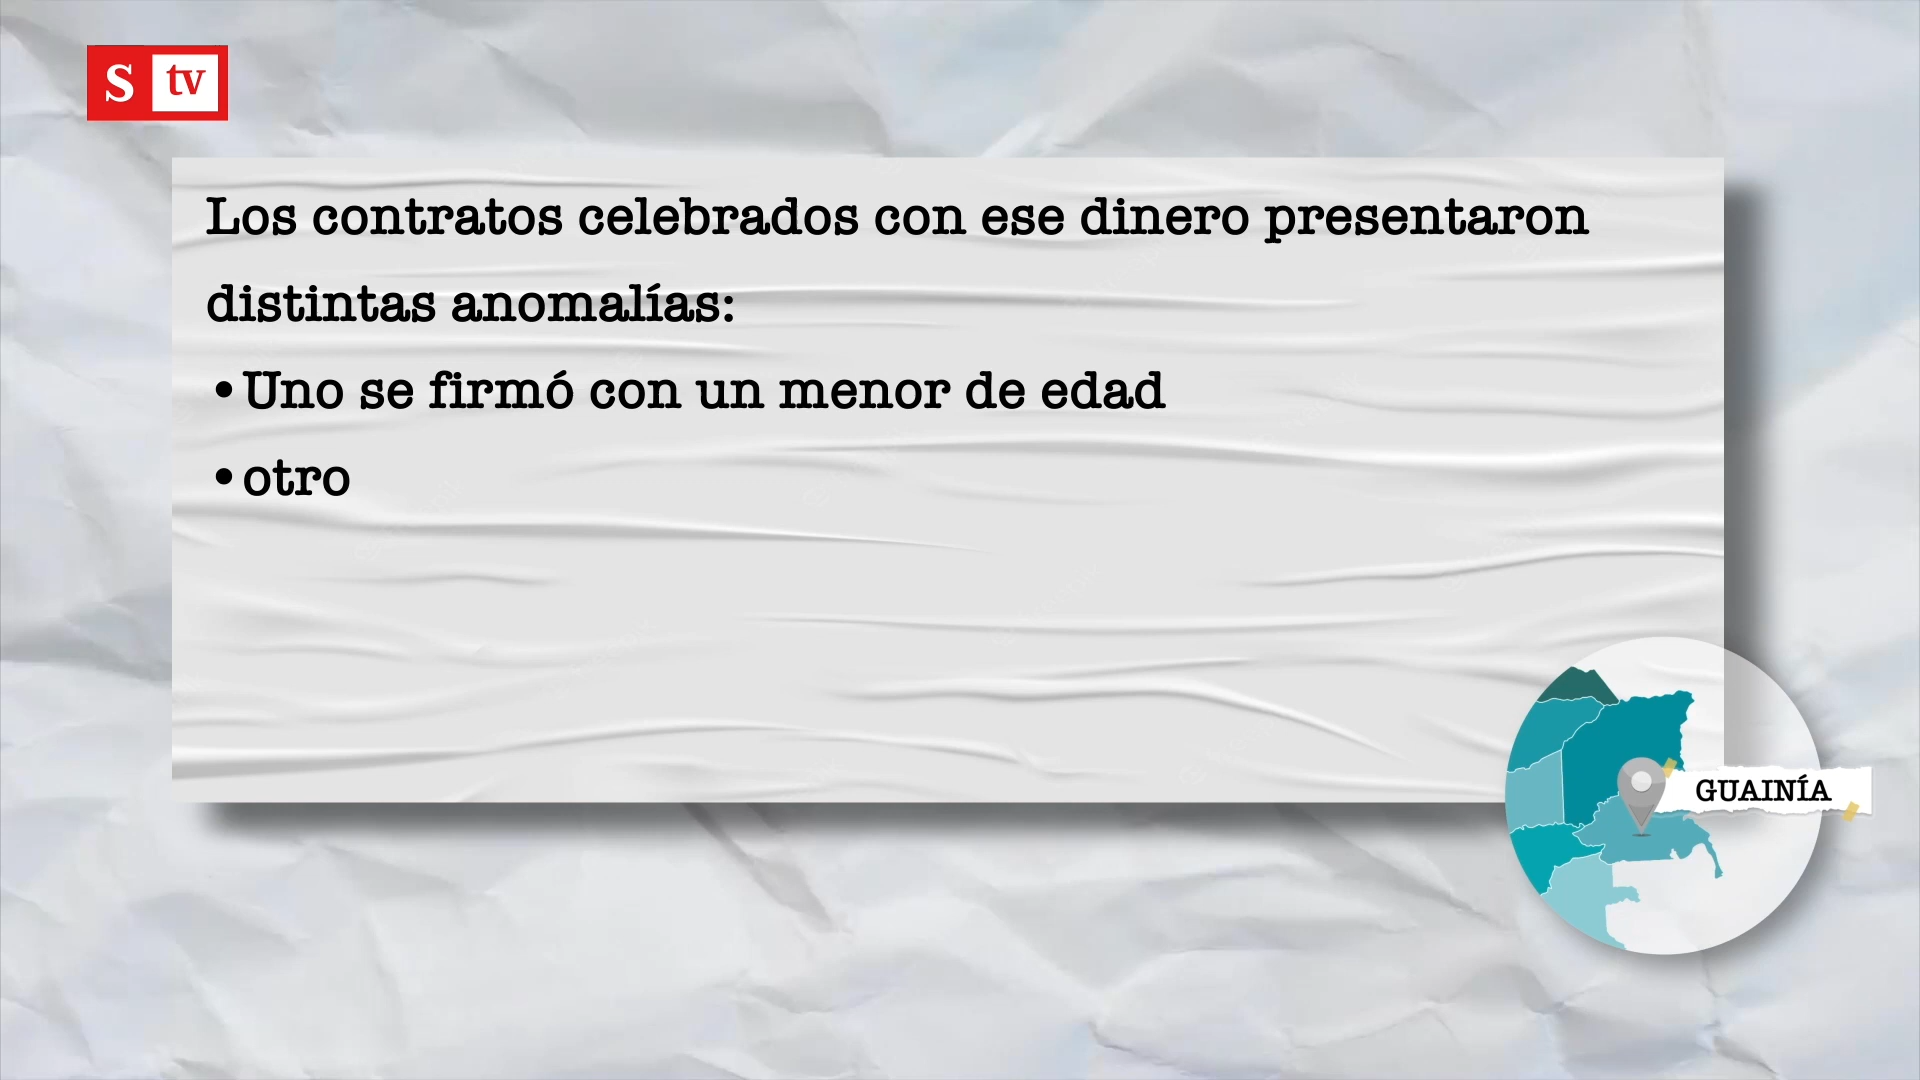 S tv
Los contratos celebrados con ese dinero presentaron
distintas anomalías:
•Uno se firmó con un menor de edad
•otro
GUAINÍA